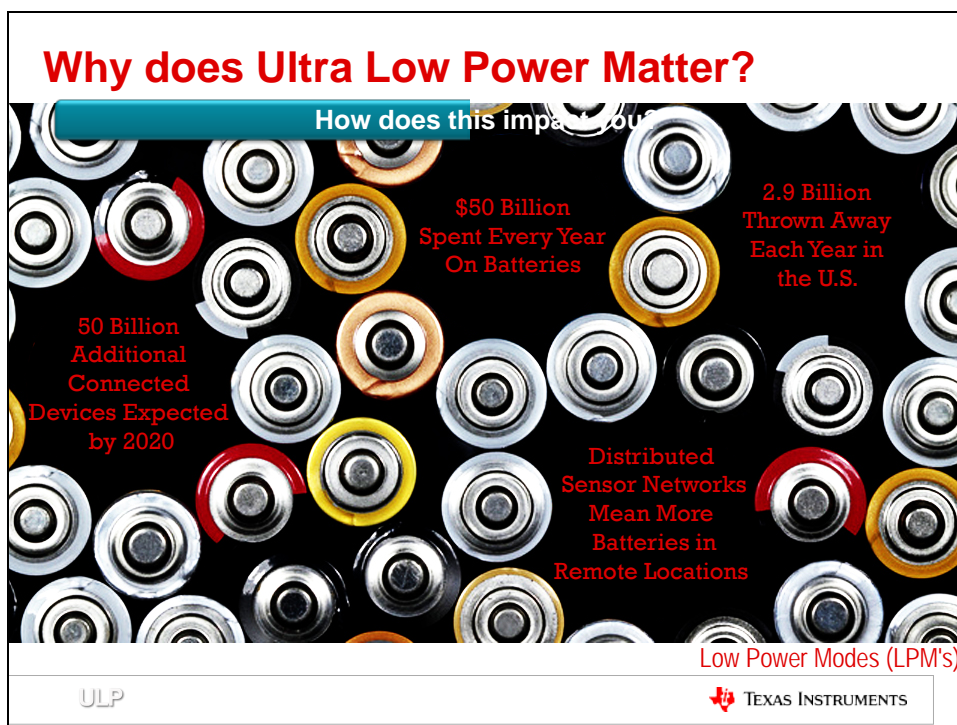 Why does Ultra Low Power Matter?
How does this impact you?
$50 Billion
Spent Every Year
On Batteries
2.9 Billion
Thrown Away
Each Year in
the U.S.
50 Billion
Additional
Connected
Devices Expected
by 2020
Distributed
Sensor Networks
Mean More
Batteries in
Remote Locations
Low Power Modes (LPM's)
ULP
TEXAS INSTRUMENTS